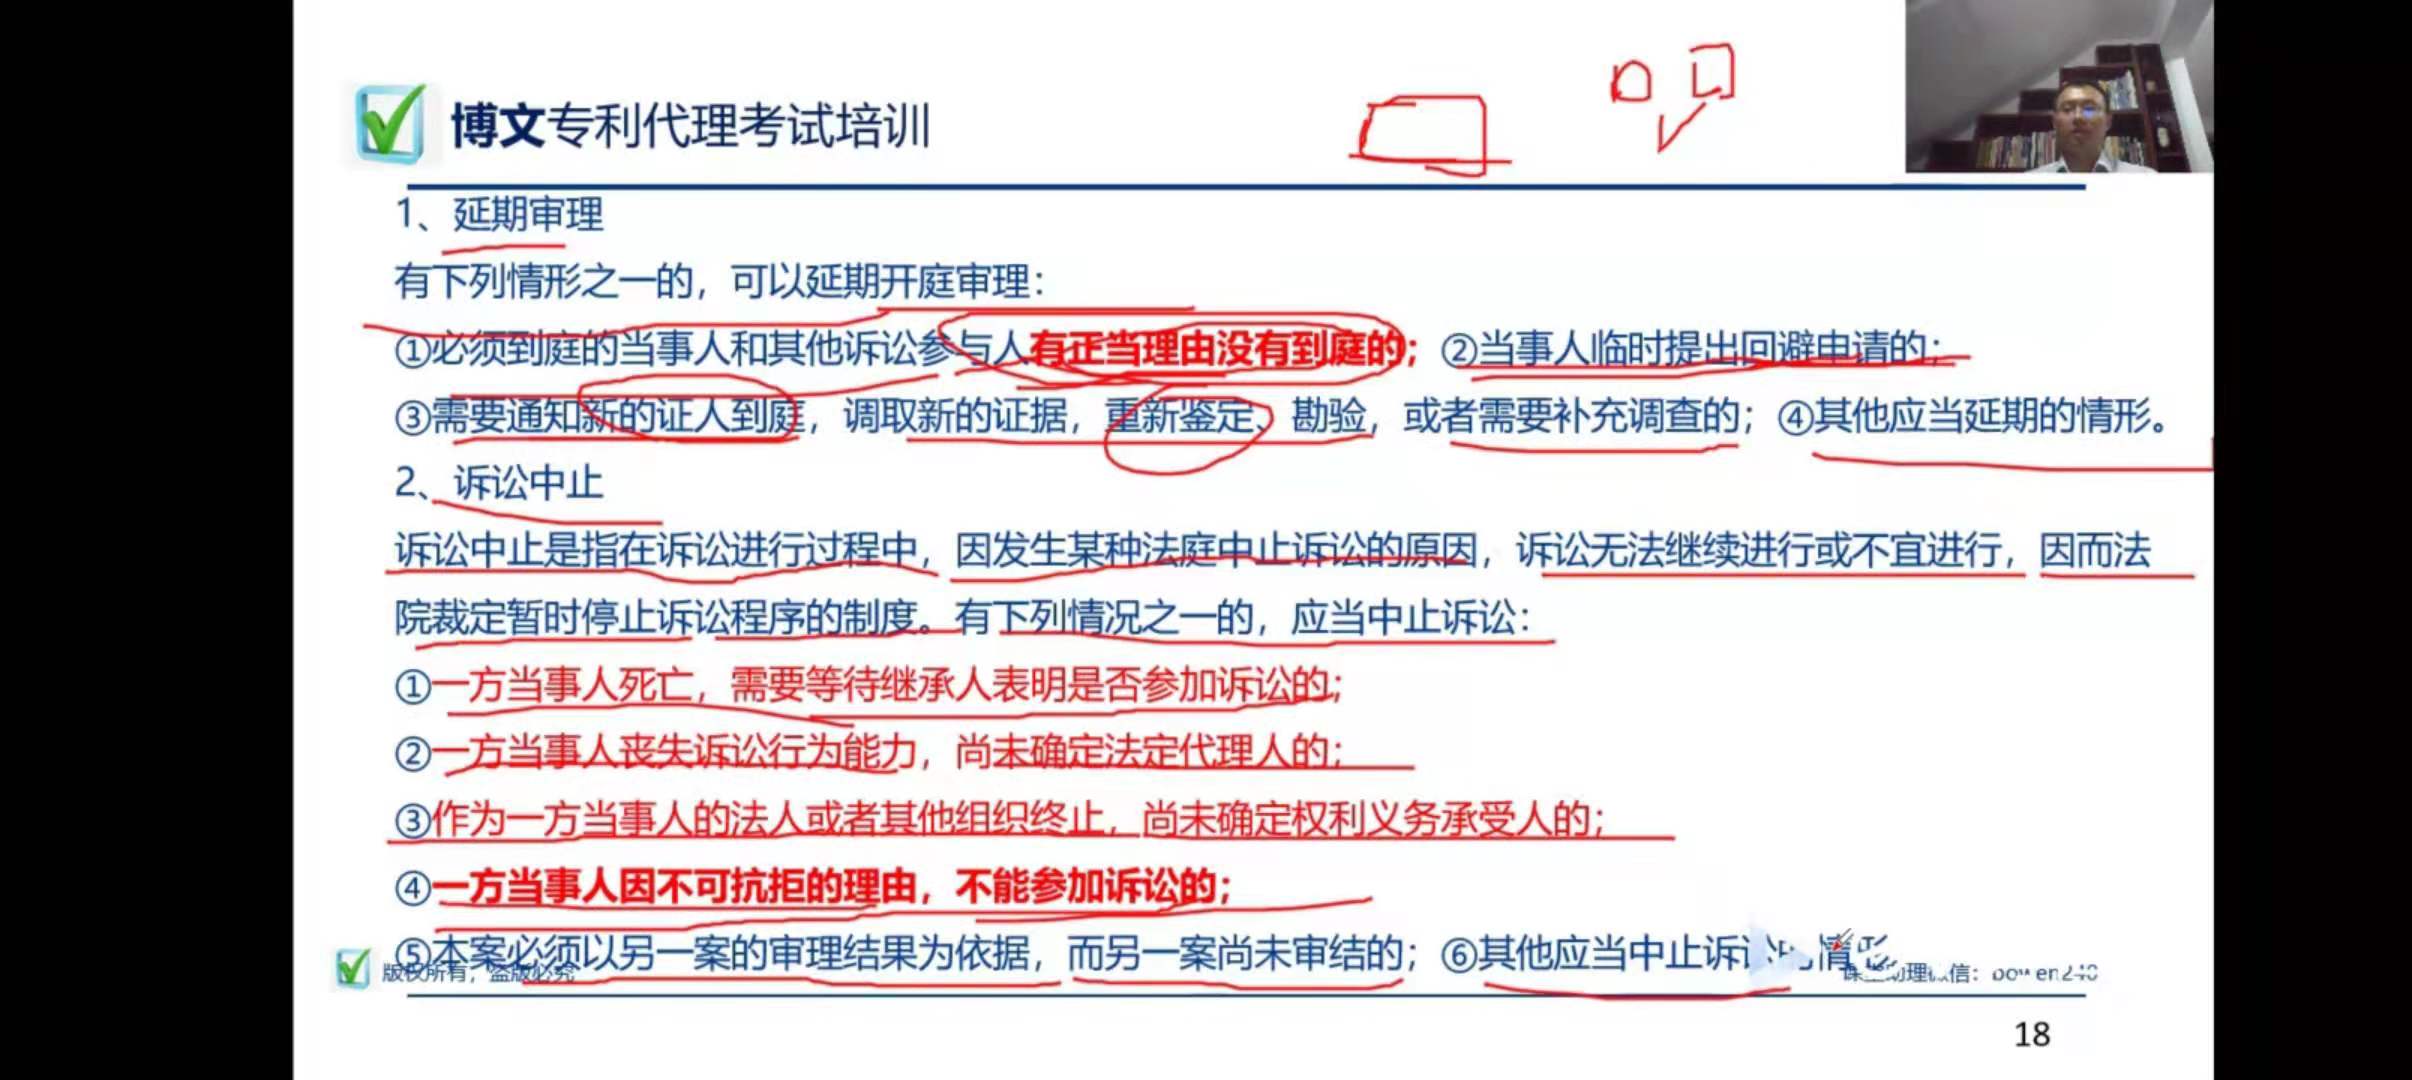 博文专利代理考试培训
1、延期审理
有下列情形之一的，可以延期开庭审理：
①必须到庭的当事人和其他诉讼参与人有正当理由没有到庭的；②当事人临时提出回避申请的；
③需要通知新的证人到庭，调取新的证据，重新鉴定、勘验，或者需要补充调查的；④其他应当延期的情形。
2、诉讼中止
诉讼中止是指在诉讼进行过程中，因发生某种法庭中止诉讼的原因，诉讼无法继续进行或不宜进行，因而法
院裁定暂时停止诉讼程序的制度。有下列情况之一的，应当中止诉讼：
①一方当事人死亡，需要等待继承人表明是否参加诉讼的；
②一方当事人丧失诉讼行为能力，尚未确定法定代理人的；
③作为一方当事人的法人或者其他组织终止，尚未确定权利义务承受人的；
④一方当事人因不可抗拒的理由，不能参加诉讼的；
⑤本案必须以另一案的审理结果为依据，而另一案尚未审结的；⑥其他应当中止诉讼的情形
版权所有，盗版必究
助理微信：bowen240
18